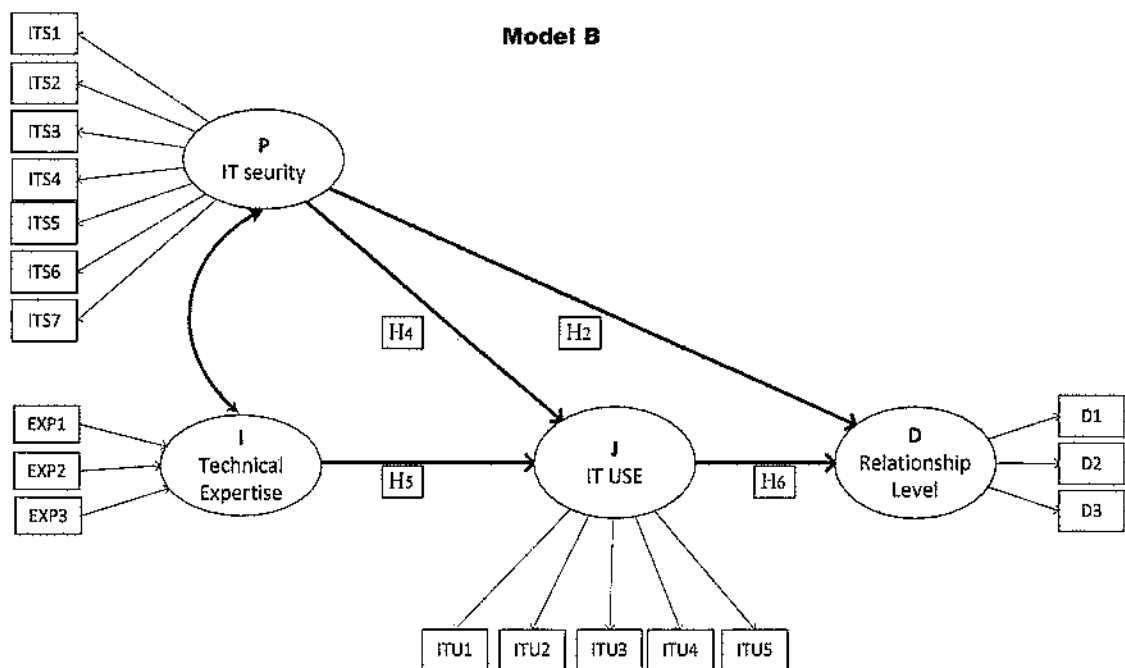 Model B
ITS1
ITS2
ITS3
ITS4
ITS5
ITS6
ITS7
P
IT seurity
H4
H2
EXP1
EXP2
EXP3
I
Technical
Expertise
H5
J
IT USE
H6
D
Relationship
Level
D1
D2
D3
ITU1
ITU2
ITU3
ITU4
ITU5